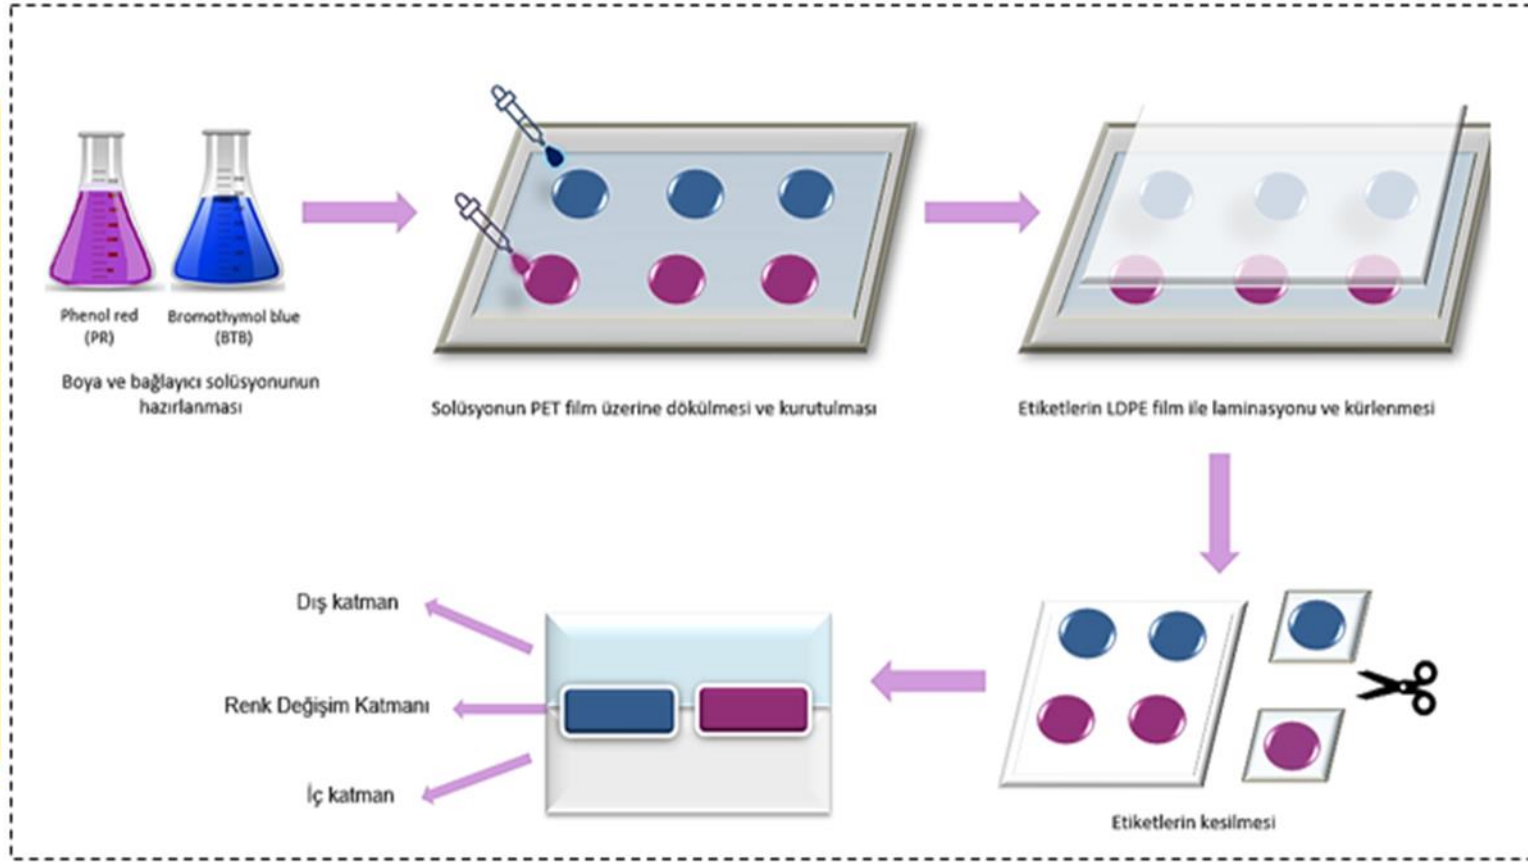 Phenol red
(PR)
Bromothymol blue
(BTB)
Boya ve bağlayıcı solüsyonunun
hazırlanması
Solüsyonun PET film üzerine dökülmesi ve kurutulması
Etiketlerin LDPE film ile laminasyonu ve kürlenmesi
Dış katman
Renk Değişim Katmanı
İç katman
Etiketlerin kesilmesi